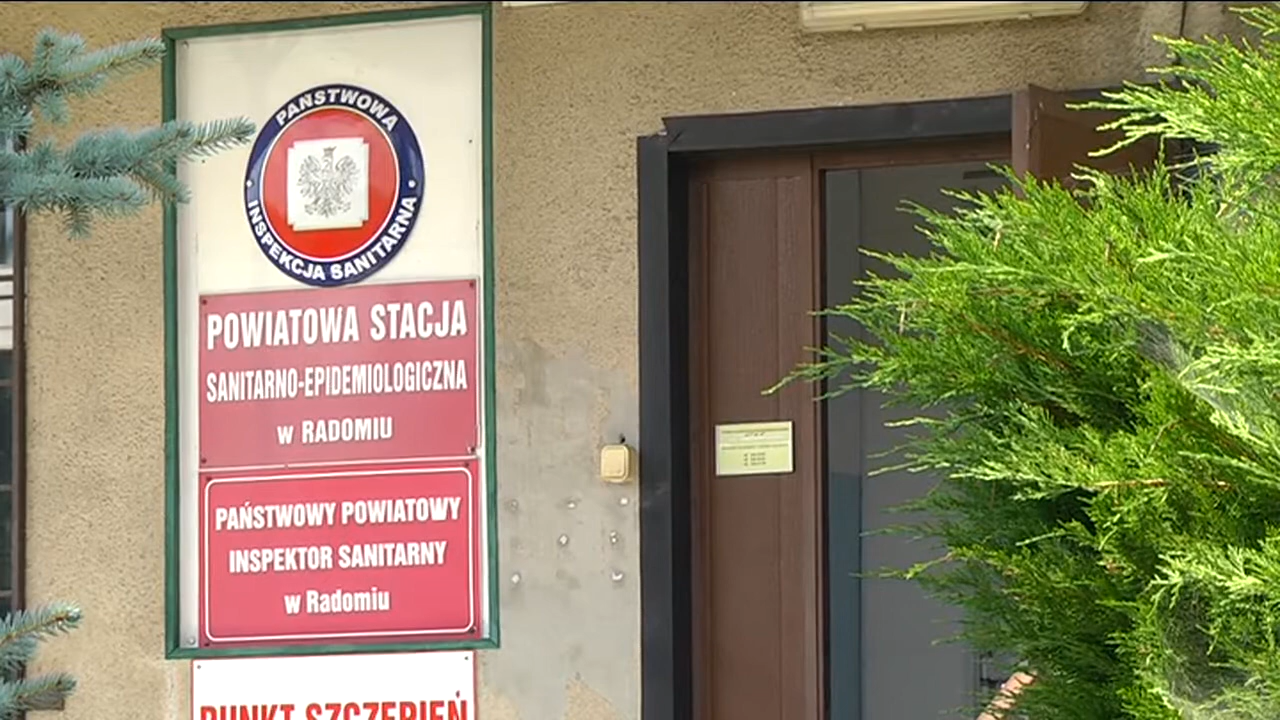 PAŃSTWOWA
INSPEKCJA SANITARNA
POWIATOWA STACJA
SANITARNO-EPIDEMIOLOGICZNA
w RADOMIU
PAŃSTWOWY POWIATOWY
INSPEKTOR SANITARNY
w Radomiu
PUNKT SZCZEPIEŃ